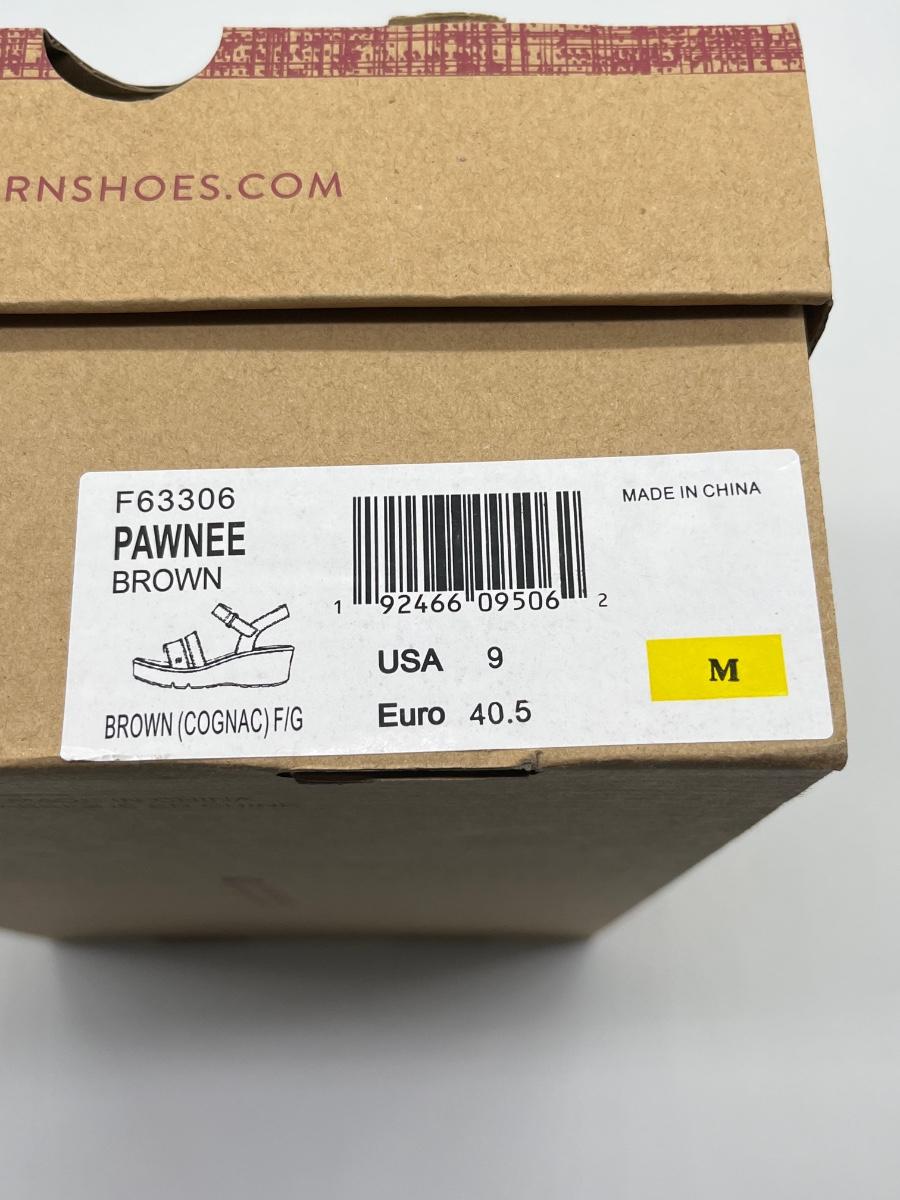 RNSHOES.COM
F63306
PAWNEE
BROWN
BROWN (COGNAC) F/G
1 92466 09506 2
USA 9
Euro 40.5
MADE IN CHINA
M